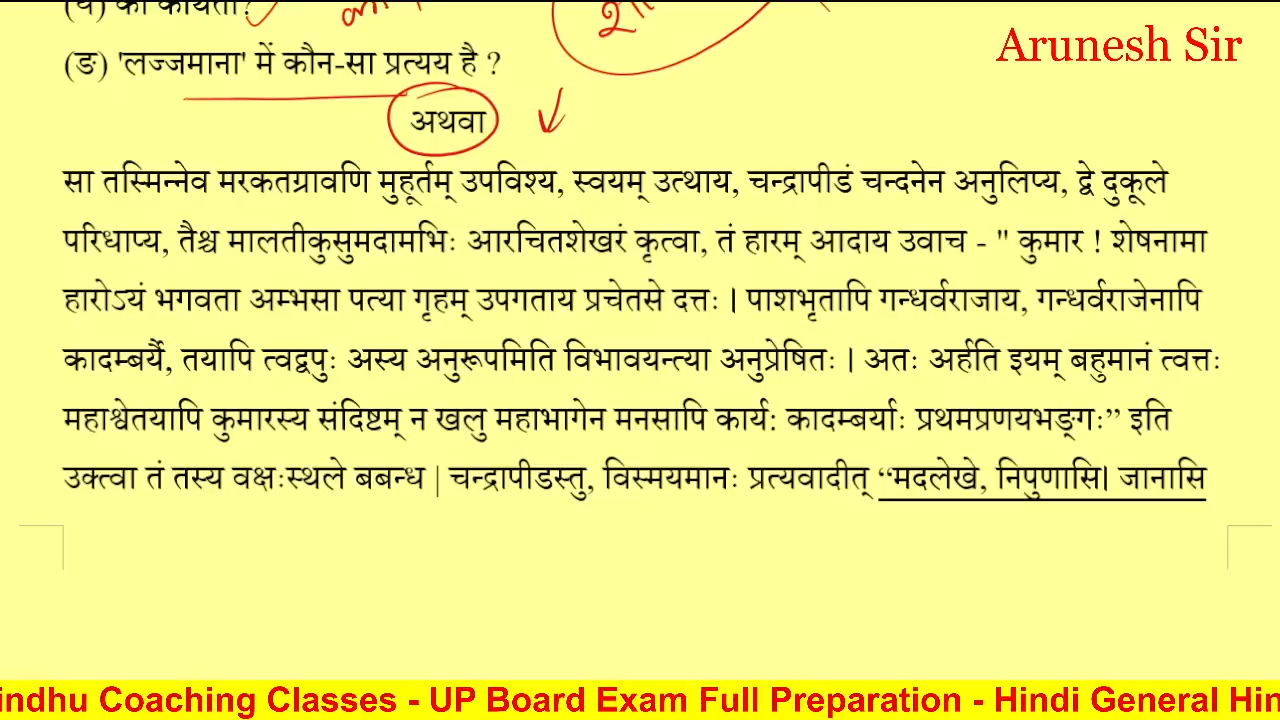 Arunesh Sir
(ङ) 'लज्जमाना' में कौन-सा प्रत्यय है ?
अथवा
सा तस्मिन्नेव मरकतग्रावणि मुहूर्तम् उपविश्य, स्वयम् उत्थाय, चन्द्रापीडं चन्दनेन अनुलिप्य, द्वे दुकूले
परिधाप्य, तैश्च मालतीकुसुमदामभिः आरचितशेखरं कृत्वा, तं हारम् आदाय उवाच - " कुमार ! शेषनामा
हारोऽयं भगवता अम्भसा पत्या गृहम् उपगताय प्रचेतसे दत्तः । पाशभृतापि गन्धर्वराजाय, गन्धर्वराजेनापि
कादम्बर्यै, तयापि त्वद्वपुः अस्य अनुरूपमिति विभावयन्त्या अनुप्रेषितः । अतः अर्हति इयम् बहुमानं त्वत्तः
महाश्वेतयापि कुमारस्य संदिष्टम् न खलु महाभागेन मनसापि कार्य: कादम्बर्याः प्रथमप्रणयभङ्गः” इति
उक्त्वा तं तस्य वक्षःस्थले बबन्ध | चन्द्रापीडस्तु, विस्मयमानः प्रत्यवादीत् “मदलेखे, निपुणासि। जानासि
indhu Coaching Classes - UP Board Exam Full Preparation - Hindi General Hin